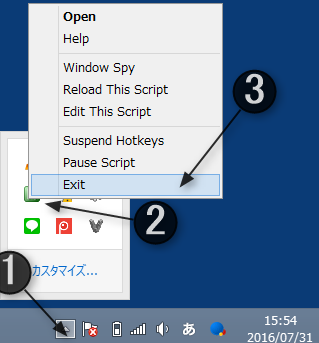 Open
Help
Window Spy
Reload This Script
Edit This Script
Suspend Hotkeys
Pause Script
Exit
3
2
1
カスタマイズ...
あ
15:54
2016/07/31